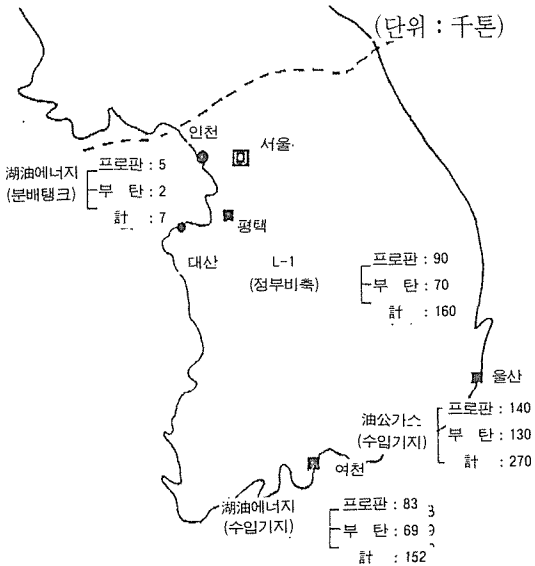 (단위 : 千톤)
인천
서울
湖油에너지
(분배탱크)
프로판 : 5
부 탄 : 2
計 : 7
평택
대산
L-1
(정부비축)
프로판 : 90
부 탄 : 70
計 : 160
울산
油公가스
(수입기지)
프로판 : 140
부 탄 : 130
計 : 270
여천
湖油에너지
(수입기지)
프로판 : 83
부 탄 : 69
計 : 152